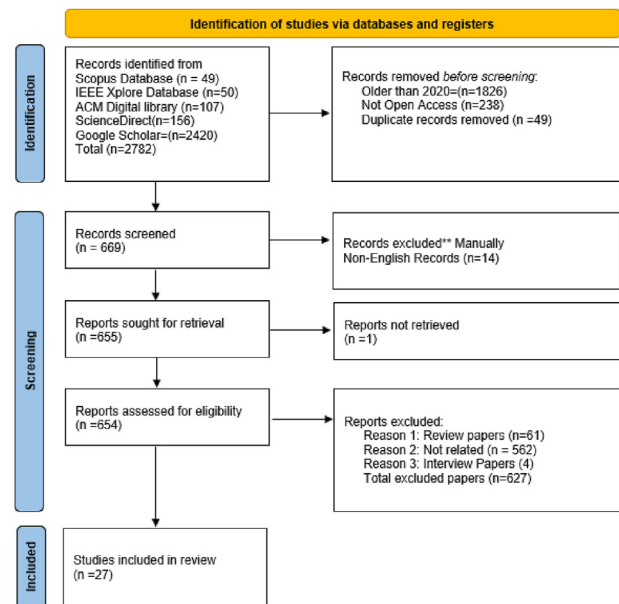 Identification of studies via databases and registers
Identification
Records identified from
Scopus Database (n = 49)
IEEE Xplore Database (n=50)
ACM Digital library (n=107)
ScienceDirect(n=156)
Google Scholar=(n=2420)
Total (n=2782)
Records removed before screening:
Older than 2020=(n=1826)
Not Open Access (n=238)
Duplicate records removed (n =49)
Screening
Records screened
(n = 669)
Records excluded** Manually
Non-English Records (n=14)
Reports sought for retrieval
(n =655)
Reports not retrieved
(n =1)
Reports assessed for eligibility
(n =654)
Reports excluded:
Reason 1: Review papers (n=61)
Reason 2: Not related (n = 562)
Reason 3: Interview Papers (4)
Total excluded papers (n=627)
Included
Studies included in review
(n =27)